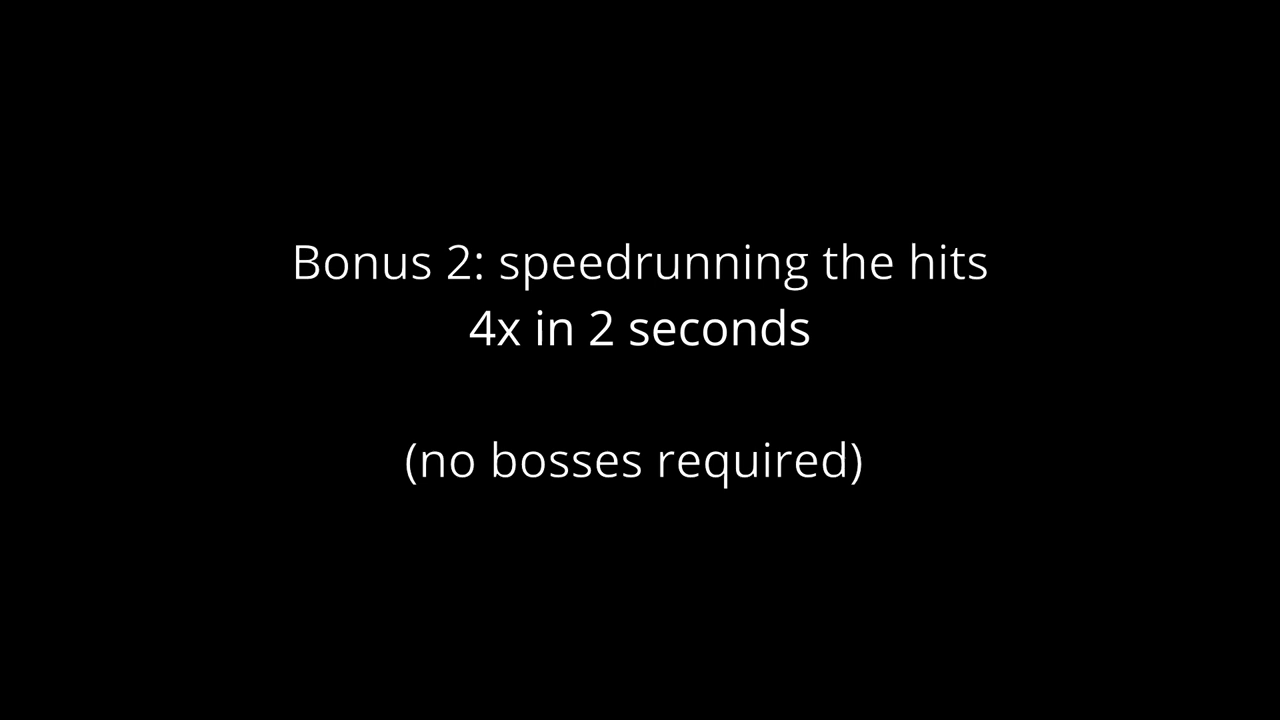 Bonus 2: speedrunning the hits
4x in 2 seconds
(no bosses required)